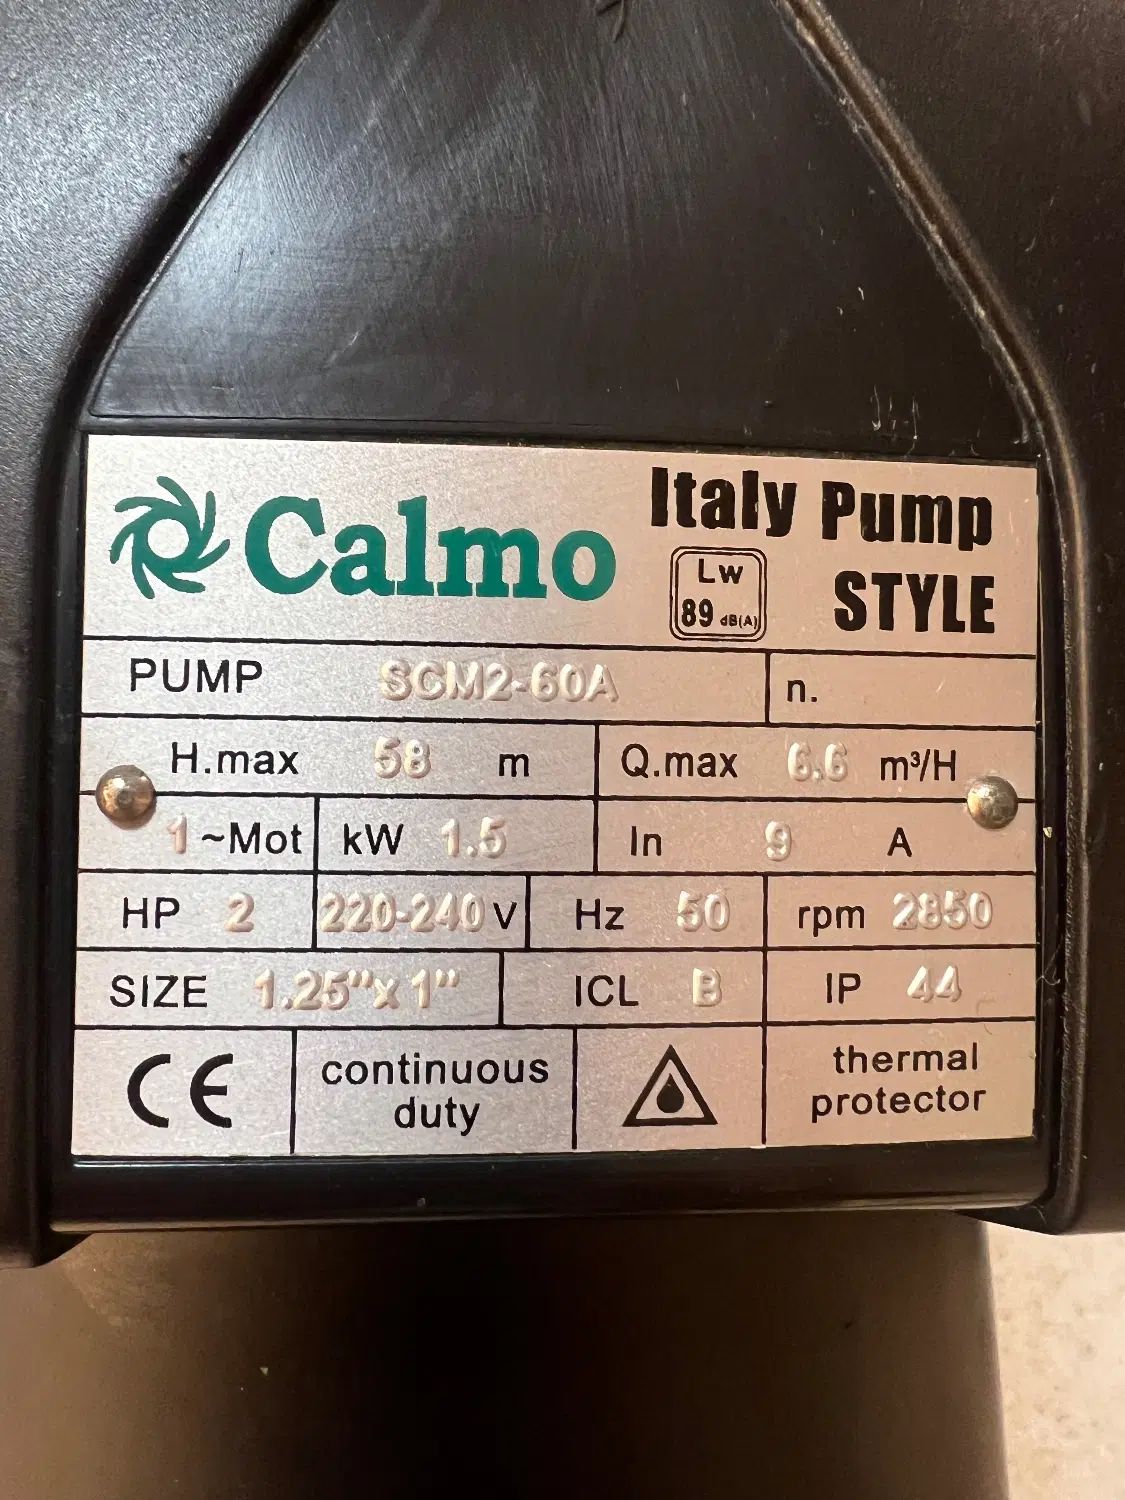 Calmo
Italy Pump
STYLE
Lw
89 dB(A)
PUMP SCM2-60A n.
H.max 58 m Q.max 6.6 m³/H
1 ~Mot kW 1.5 In 9 A
HP 2 220-240 V Hz 50 rpm 2850
SIZE 1.25"x 1" ICL B IP 44
CE
continuous
duty
thermal
protector